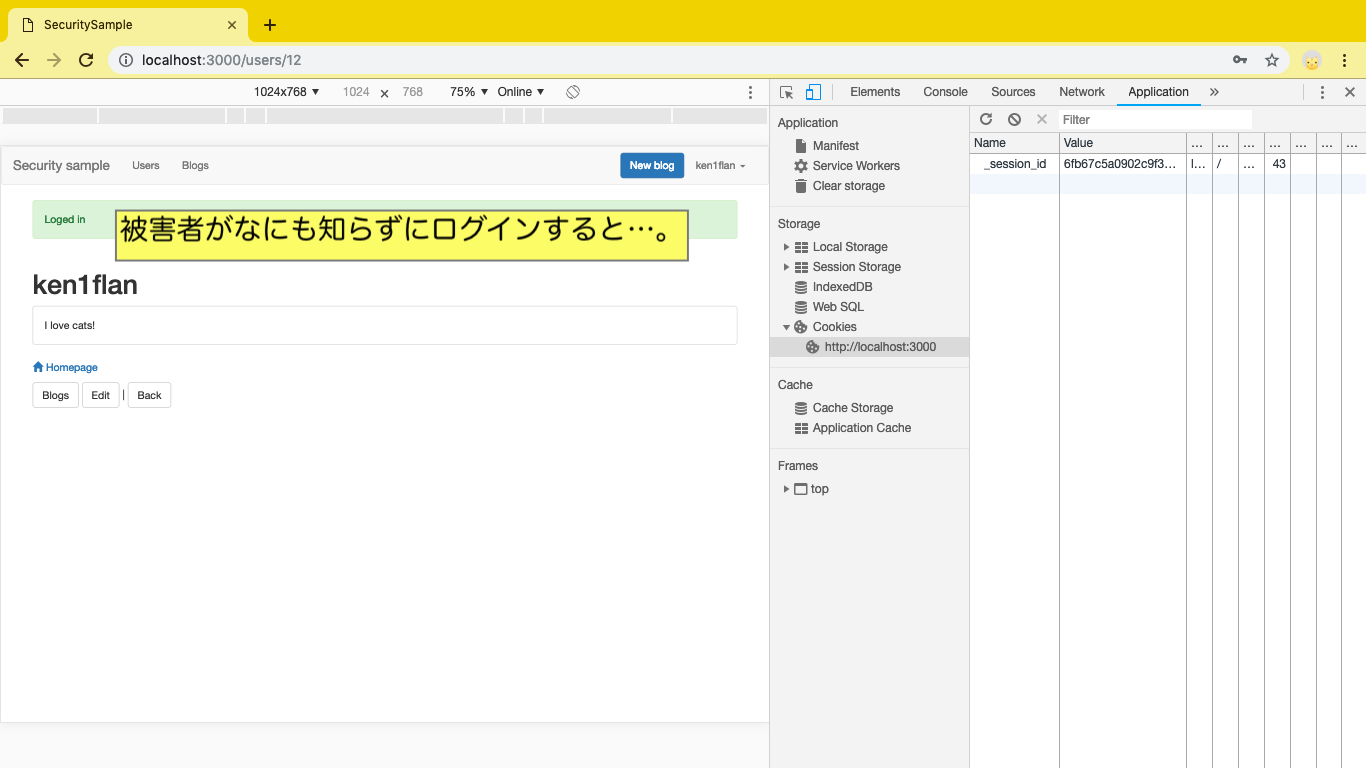 SecuritySample
localhost:3000/users/12
1024x768 1024 768 75% Online
Elements Console Sources Network Application
Security sample Users Blogs New blog ken1flan
Loged in
被害者がなにも知らずにログインすると…。
ken1flan
I love cats!
Homepage
Blogs Edit | Back
Application
Manifest
Service Workers
Clear storage
Storage
Local Storage
Session Storage
IndexedDB
Web SQL
Cookies
http://localhost:3000
Cache
Cache Storage
Application Cache
Frames
top
Filter
Name Value ... ... ... ... ... ... ...
_session_id 6fb67c5a0902c9f3... l... / ... 43